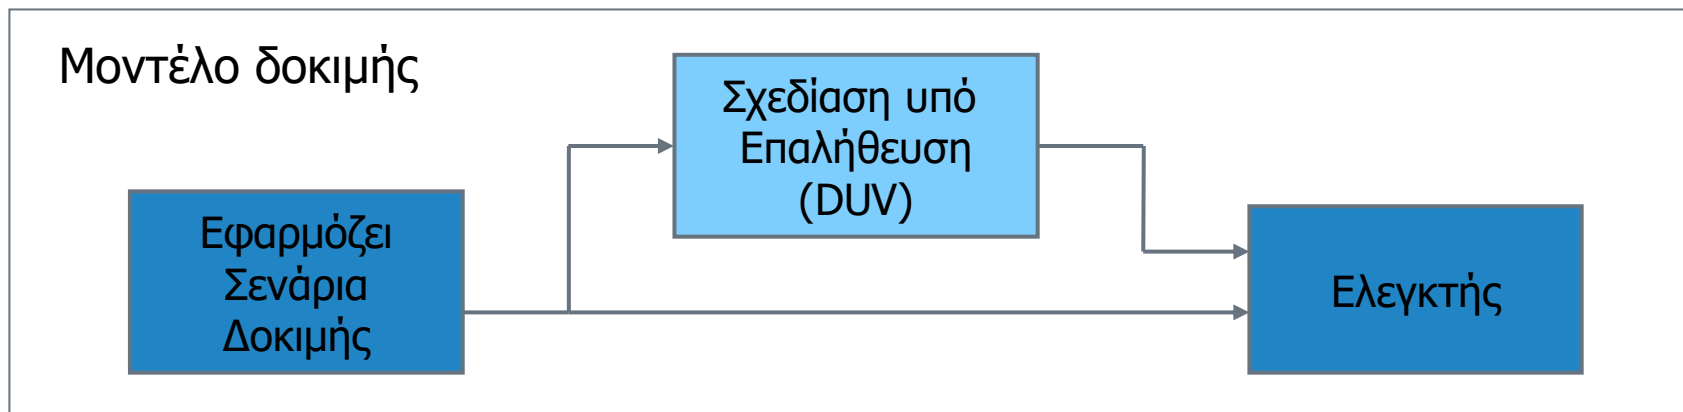 Μοντέλο δοκιμής
Σχεδίαση υπό
Επαλήθευση
(DUV)
Εφαρμόζει
Σενάρια
Δοκιμής
Ελεγκτής